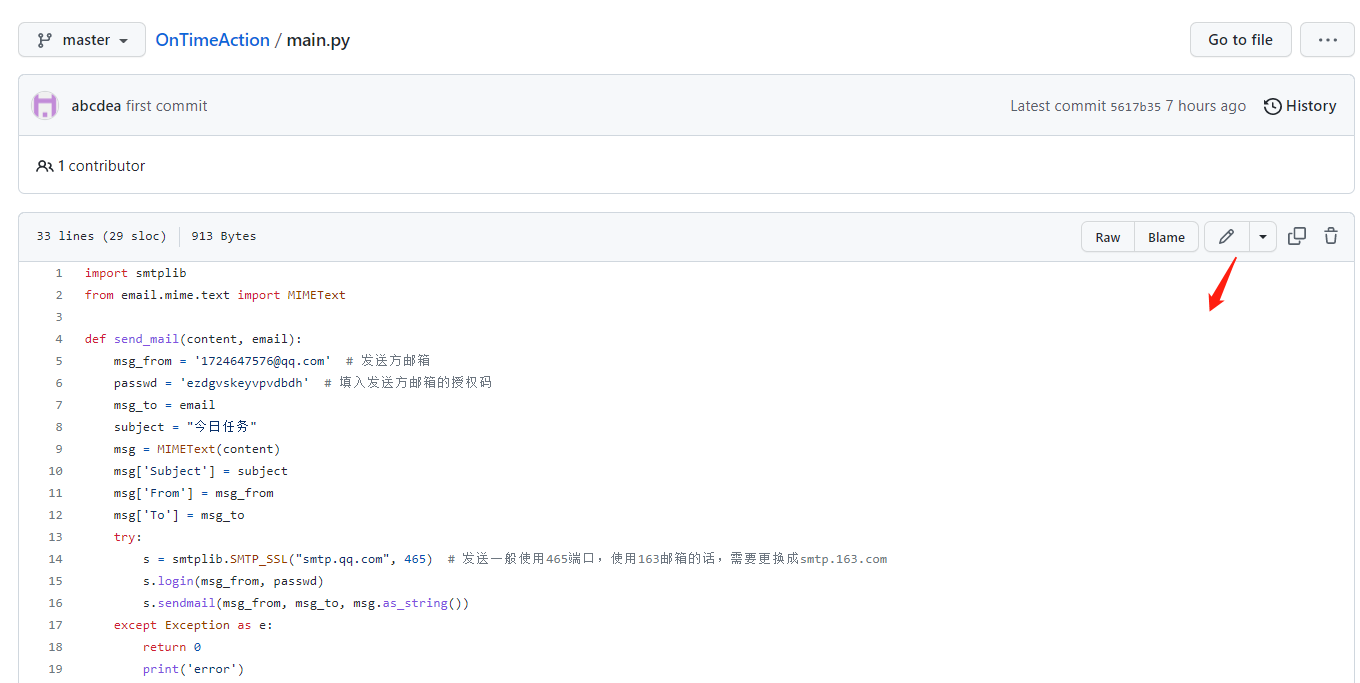 master OnTimeAction / main.py Go to file ...
abcdea first commit Latest commit 5617b35 7 hours ago History
1 contributor
33 lines (29 sloc) 913 Bytes Raw Blame
1 import smtplib
2 from email.mime.text import MIMEText
3
4 def send_mail(content, email):
5 msg_from = '1724647576@qq.com' # 发送方邮箱
6 passwd = 'ezdgvskeyvpvdbdh' # 填入发送方邮箱的授权码
7 msg_to = email
8 subject = "今日任务"
9 msg = MIMEText(content)
10 msg['Subject'] = subject
11 msg['From'] = msg_from
12 msg['To'] = msg_to
13 try:
14 s = smtplib.SMTP_SSL("smtp.qq.com", 465) # 发送一般使用465端口，使用163邮箱的话，需要更换成smtp.163.com
15 s.login(msg_from, passwd)
16 s.sendmail(msg_from, msg_to, msg.as_string())
17 except Exception as e:
18 return 0
19 print('error')